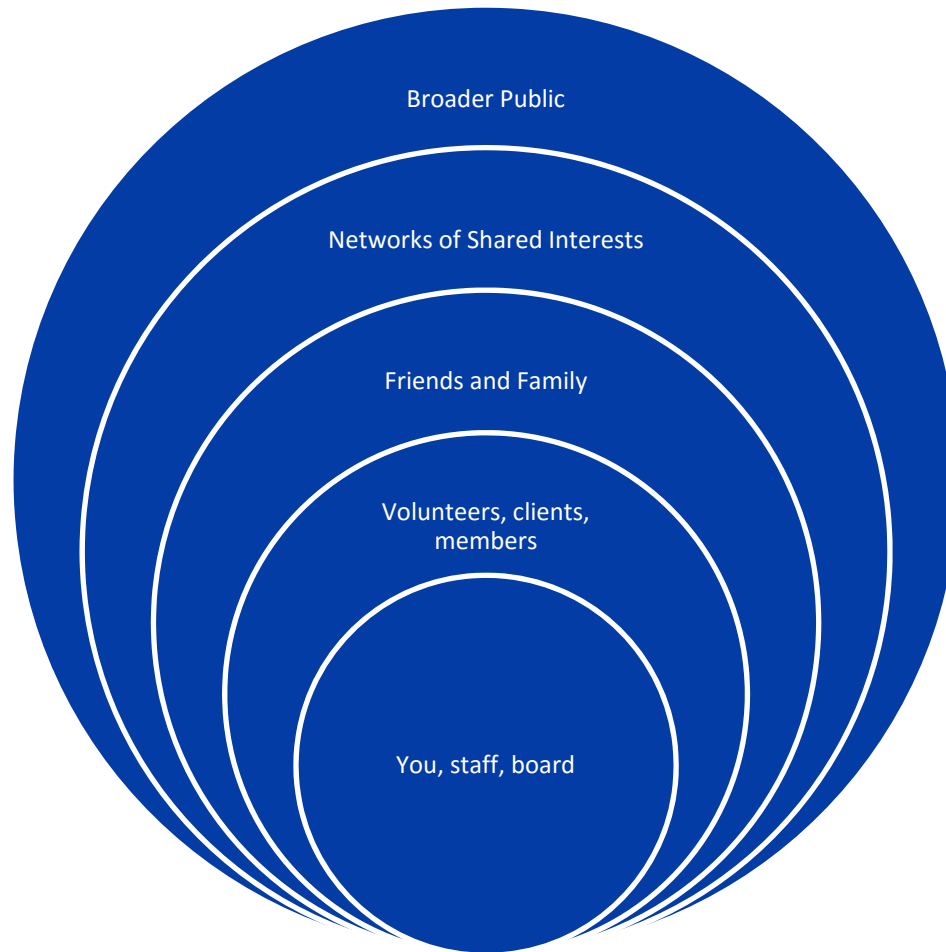 Broader Public
Networks of Shared Interests
Friends and Family
Volunteers, clients,
members
You, staff, board